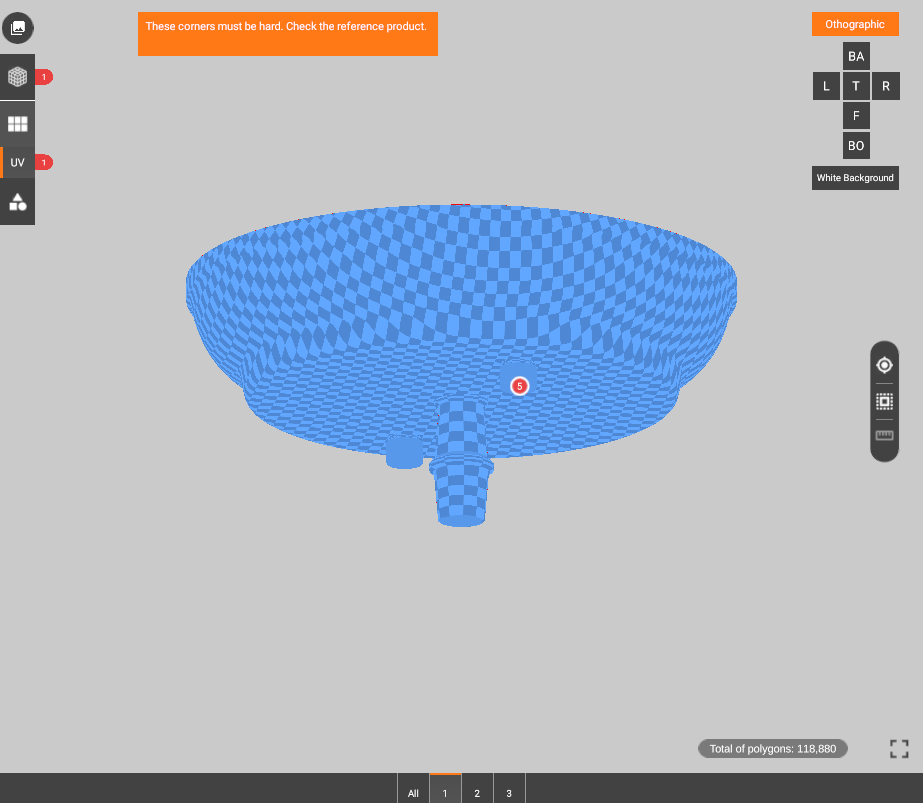 These corners must be hard. Check the reference product.
Othographic
BA
L T R
F
BO
White Background
1
UV
1
5
Total of polygons: 118,880
All 1 2 3